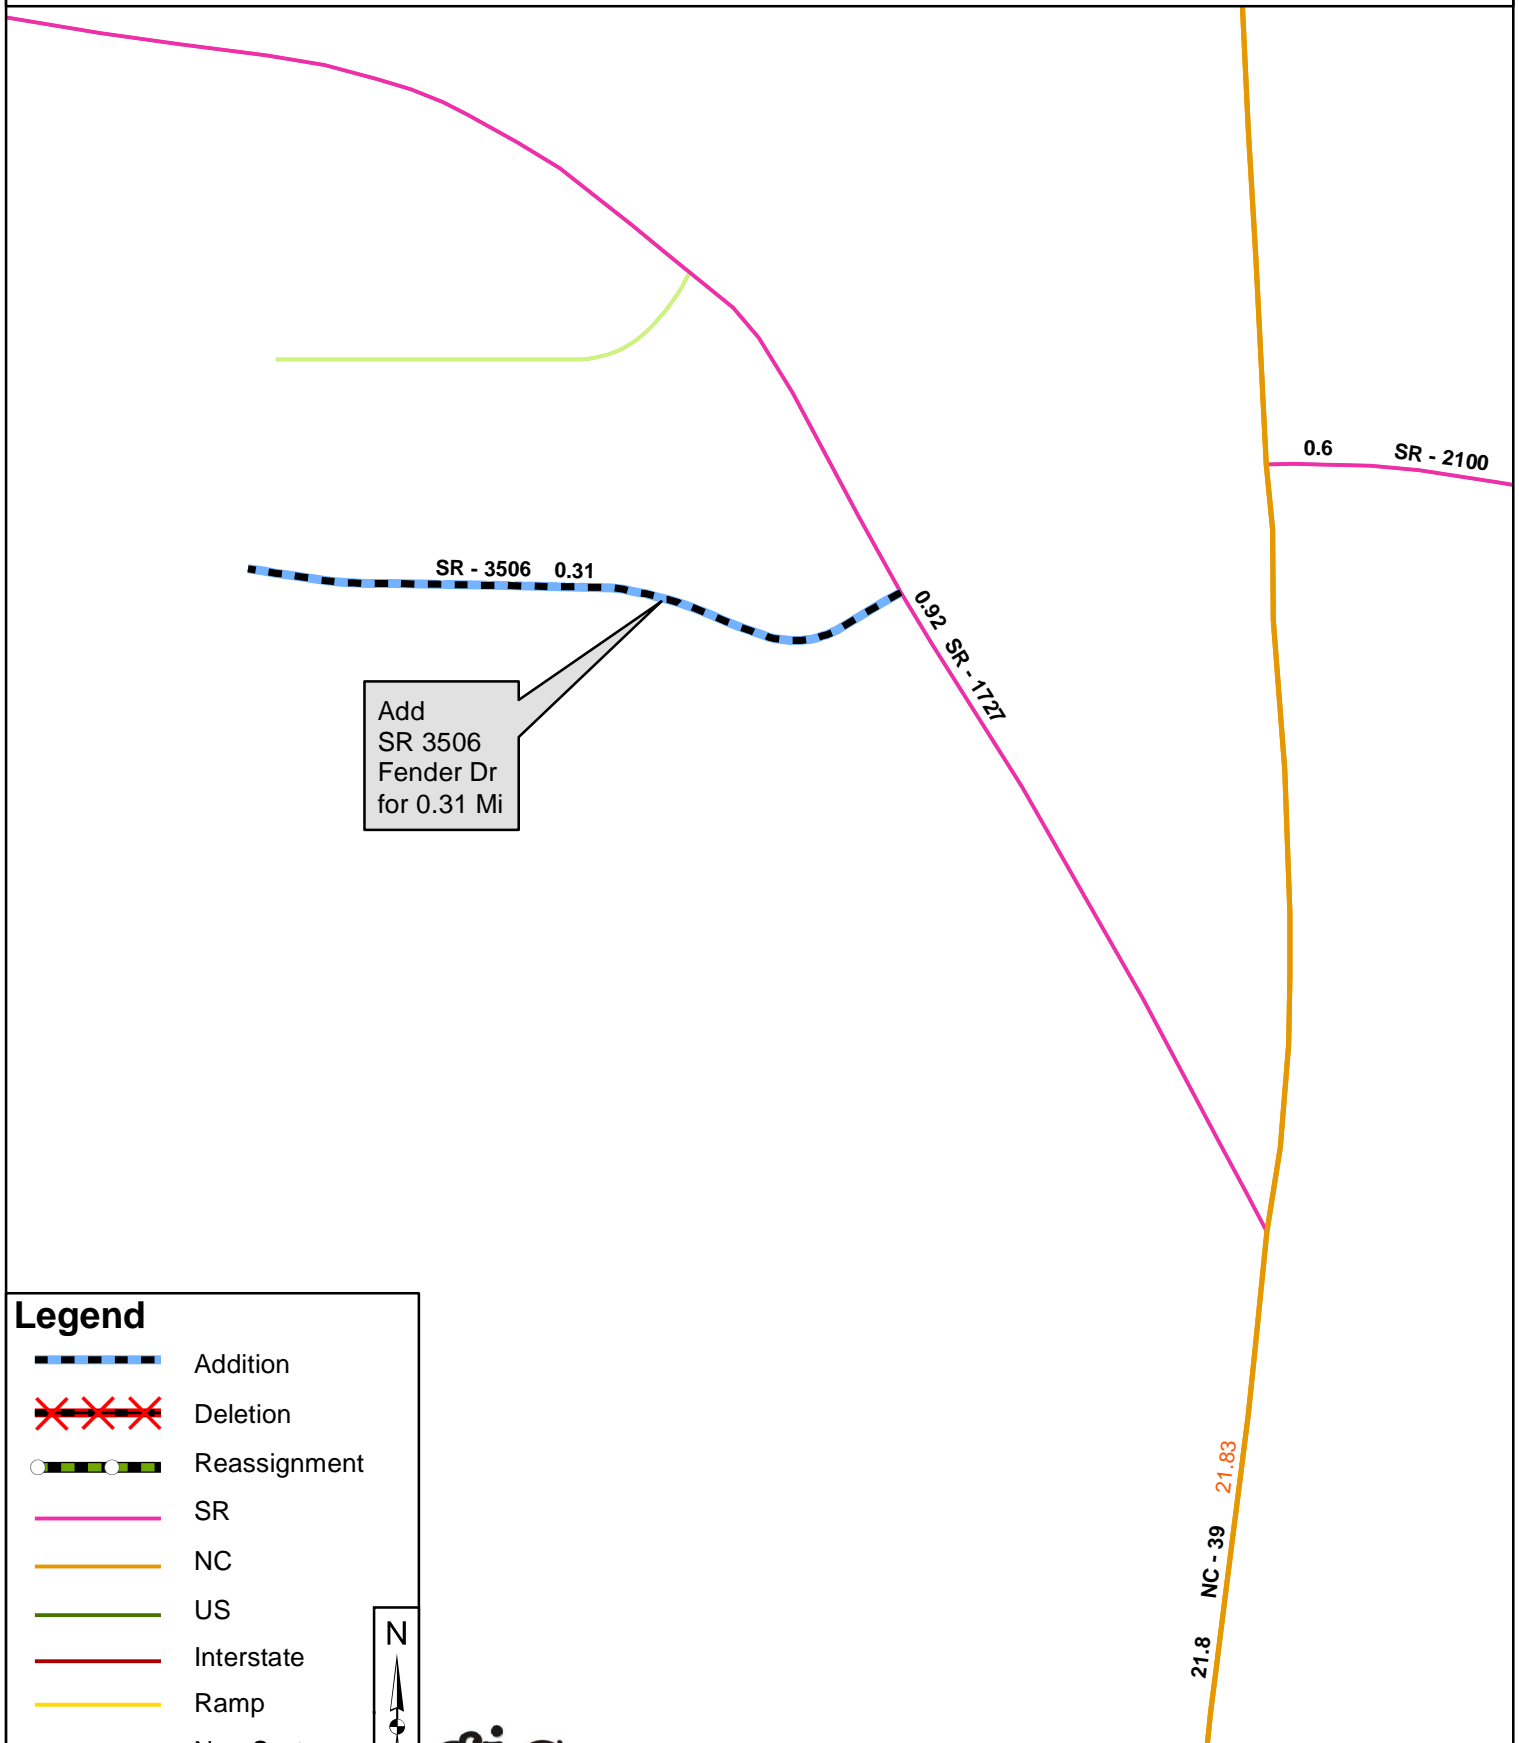 0.6 SR - 2100
SR - 3506 0.31
0.92 SR - 1727
Add
SR 3506
Fender Dr
for 0.31 Mi
Legend
Addition
Deletion
Reassignment
SR
NC
US
Interstate
Ramp
N
21.8 NC - 39 21.83